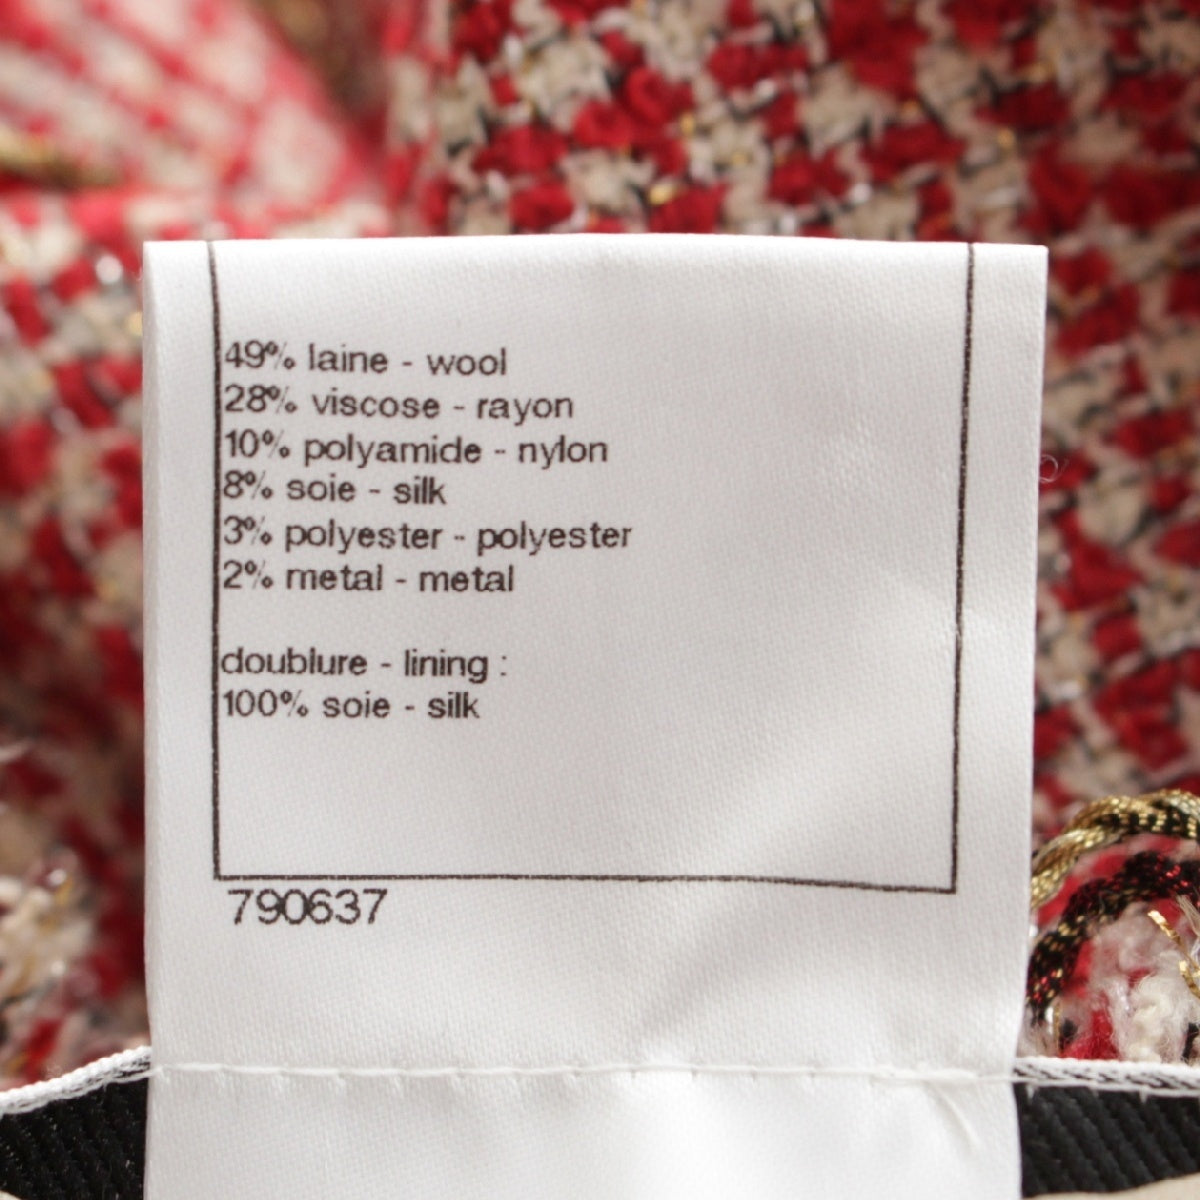 49% laine - wool
28% viscose - rayon
10% polyamide - nylon
8% soie - silk
3% polyester - polyester
2% metal - metal
doublure - lining :
100% soie - silk
790637